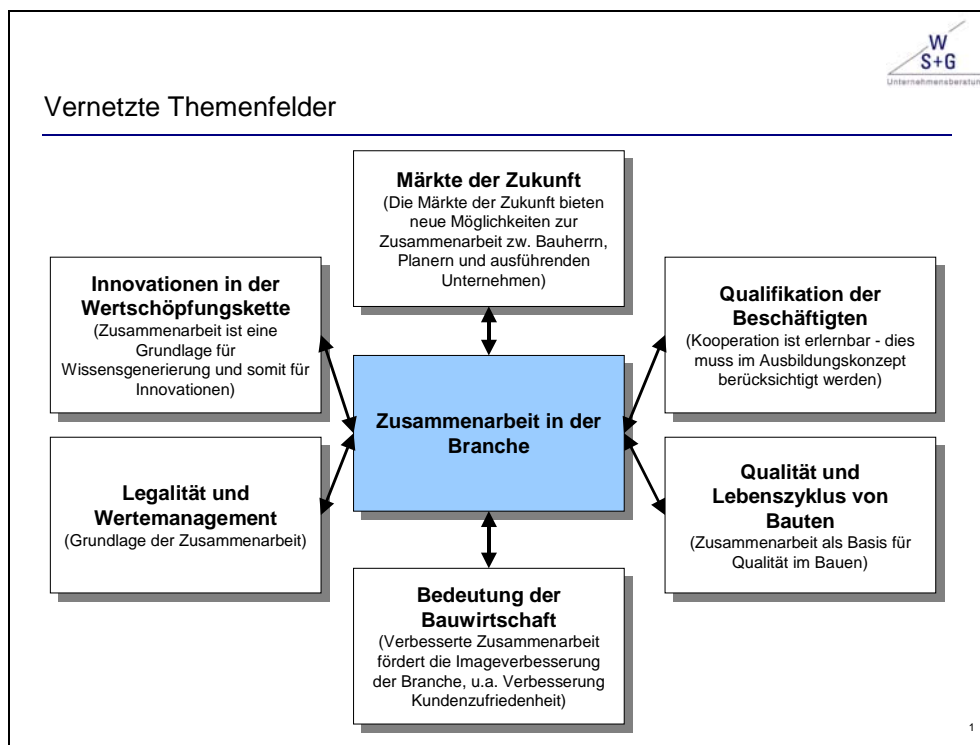 W
S+G
Unternehmensberatung
Vernetzte Themenfelder
Märkte der Zukunft
(Die Märkte der Zukunft bieten
neue Möglichkeiten zur
Zusammenarbeit zw. Bauherrn,
Planern und ausführenden
Unternehmen)
Innovationen in der
Wertschöpfungskette
(Zusammenarbeit ist eine
Grundlage für
Wissensgenerierung und somit für
Innovationen)
Qualifikation der
Beschäftigten
(Kooperation ist erlernbar - dies
muss im Ausbildungskonzept
berücksichtigt werden)
Zusammenarbeit in der
Branche
Legalität und
Wertemanagement
(Grundlage der Zusammenarbeit)
Qualität und
Lebenszyklus von
Bauten
(Zusammenarbeit als Basis für
Qualität im Bauen)
Bedeutung der
Bauwirtschaft
(Verbesserte Zusammenarbeit
fördert die Imageverbesserung
der Branche, u.a. Verbesserung
Kundenzufriedenheit)
1